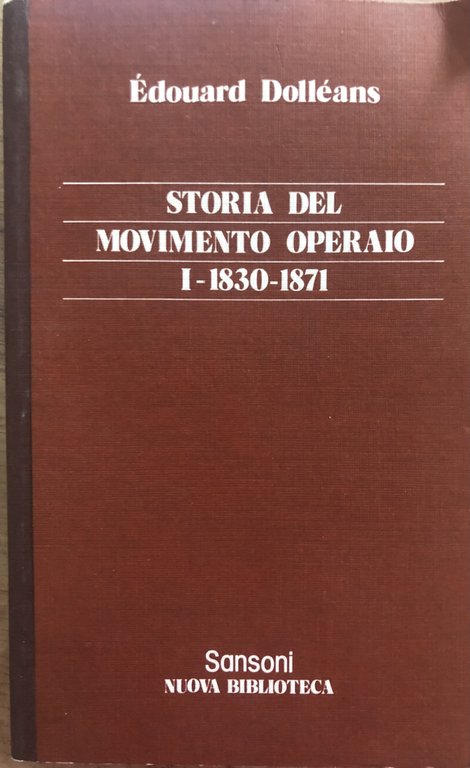 Édouard Dolléans
STORIA DEL
MOVIMENTO OPERAIO
I-1830-1871
Sansoni
NUOVA BIBLIOTECA